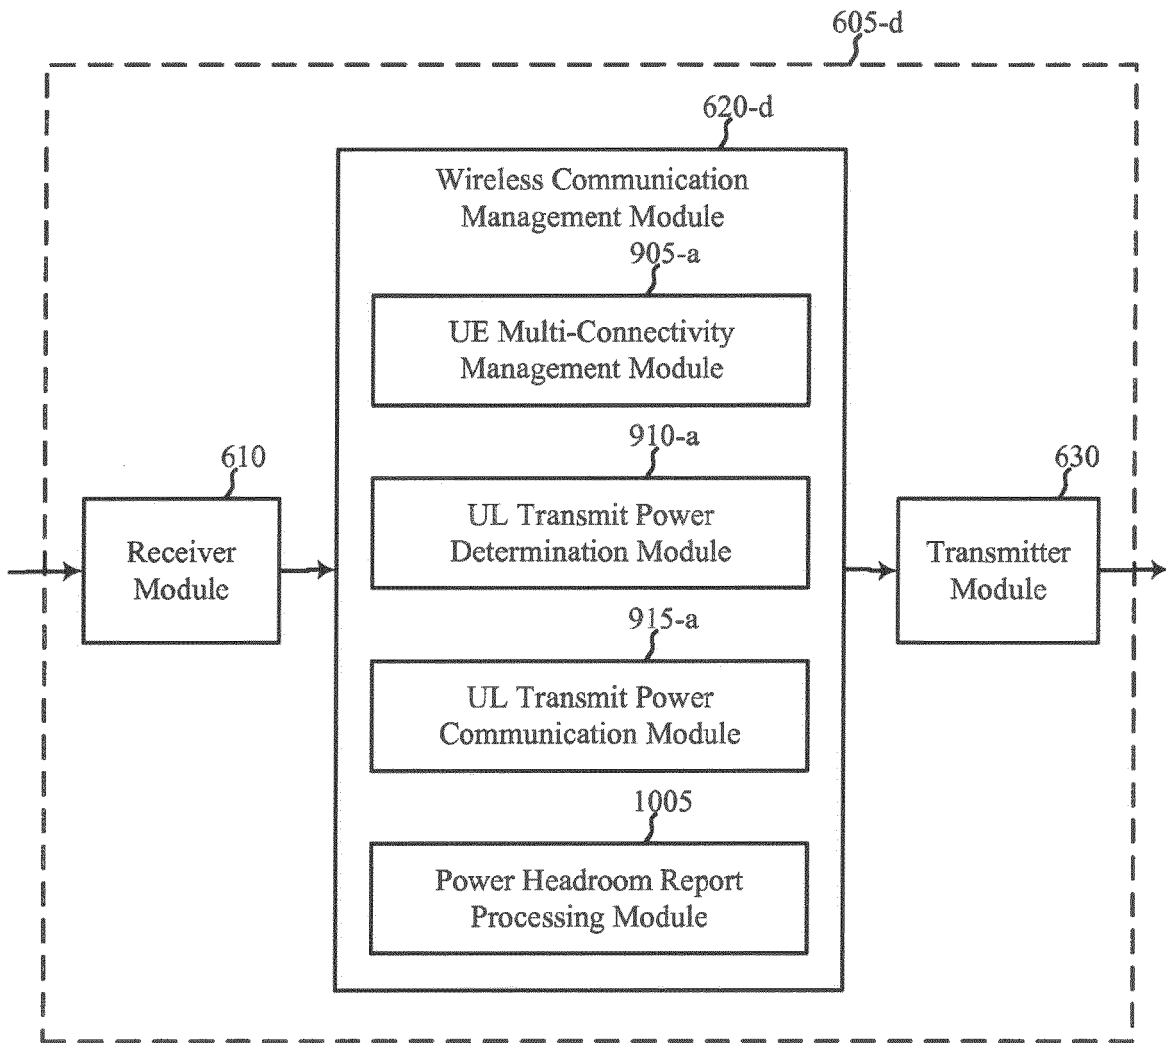 605-d
620-d
Wireless Communication
Management Module
905-a
UE Multi-Connectivity
Management Module
910-a
UL Transmit Power
Determination Module
610
Receiver
Module
630
Transmitter
Module
915-a
UL Transmit Power
Communication Module
1005
Power Headroom Report
Processing Module